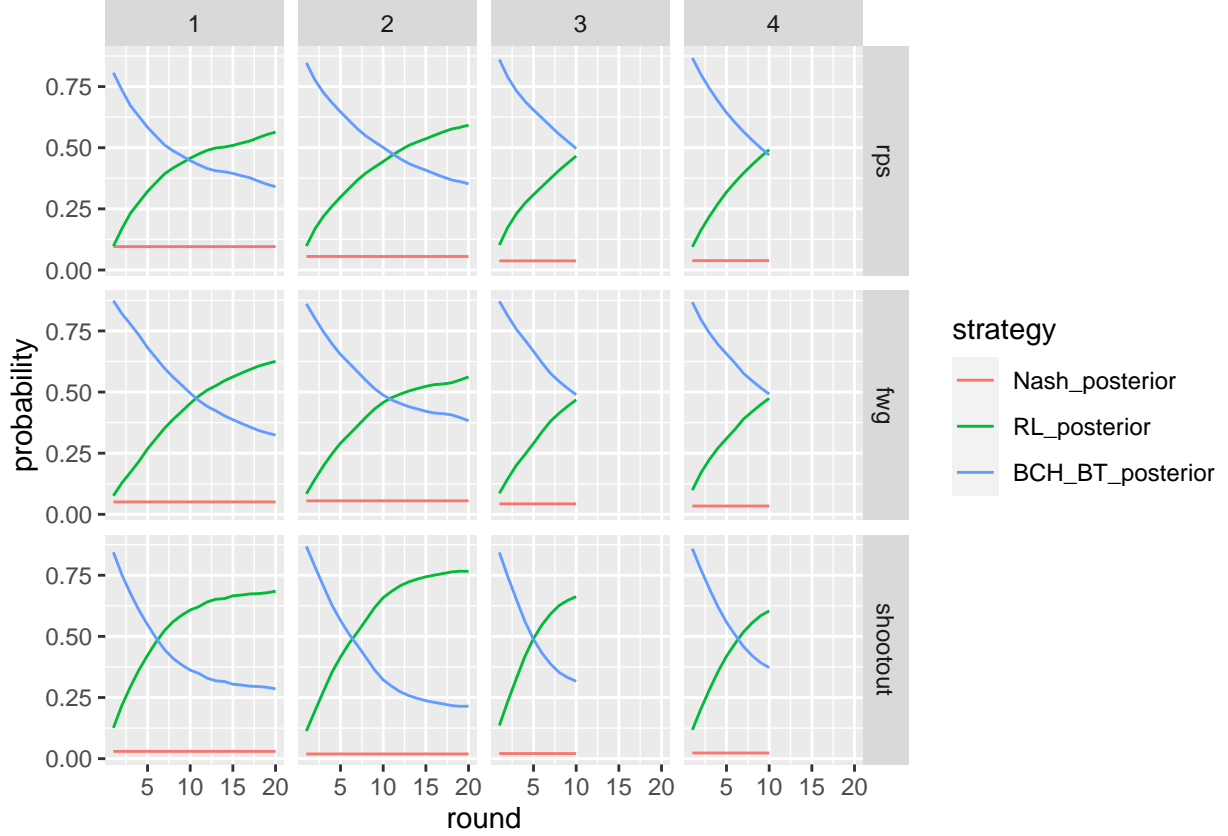 1 2 3 4
0.75
0.50
0.25
0.00
rps
0.75
0.50
0.25
0.00
fwg
0.75
0.50
0.25
0.00
shootout
5 10 15 20 5 10 15 20 5 10 15 20 5 10 15 20
round
probability
strategy
Nash_posterior
RL_posterior
BCH_BT_posterior